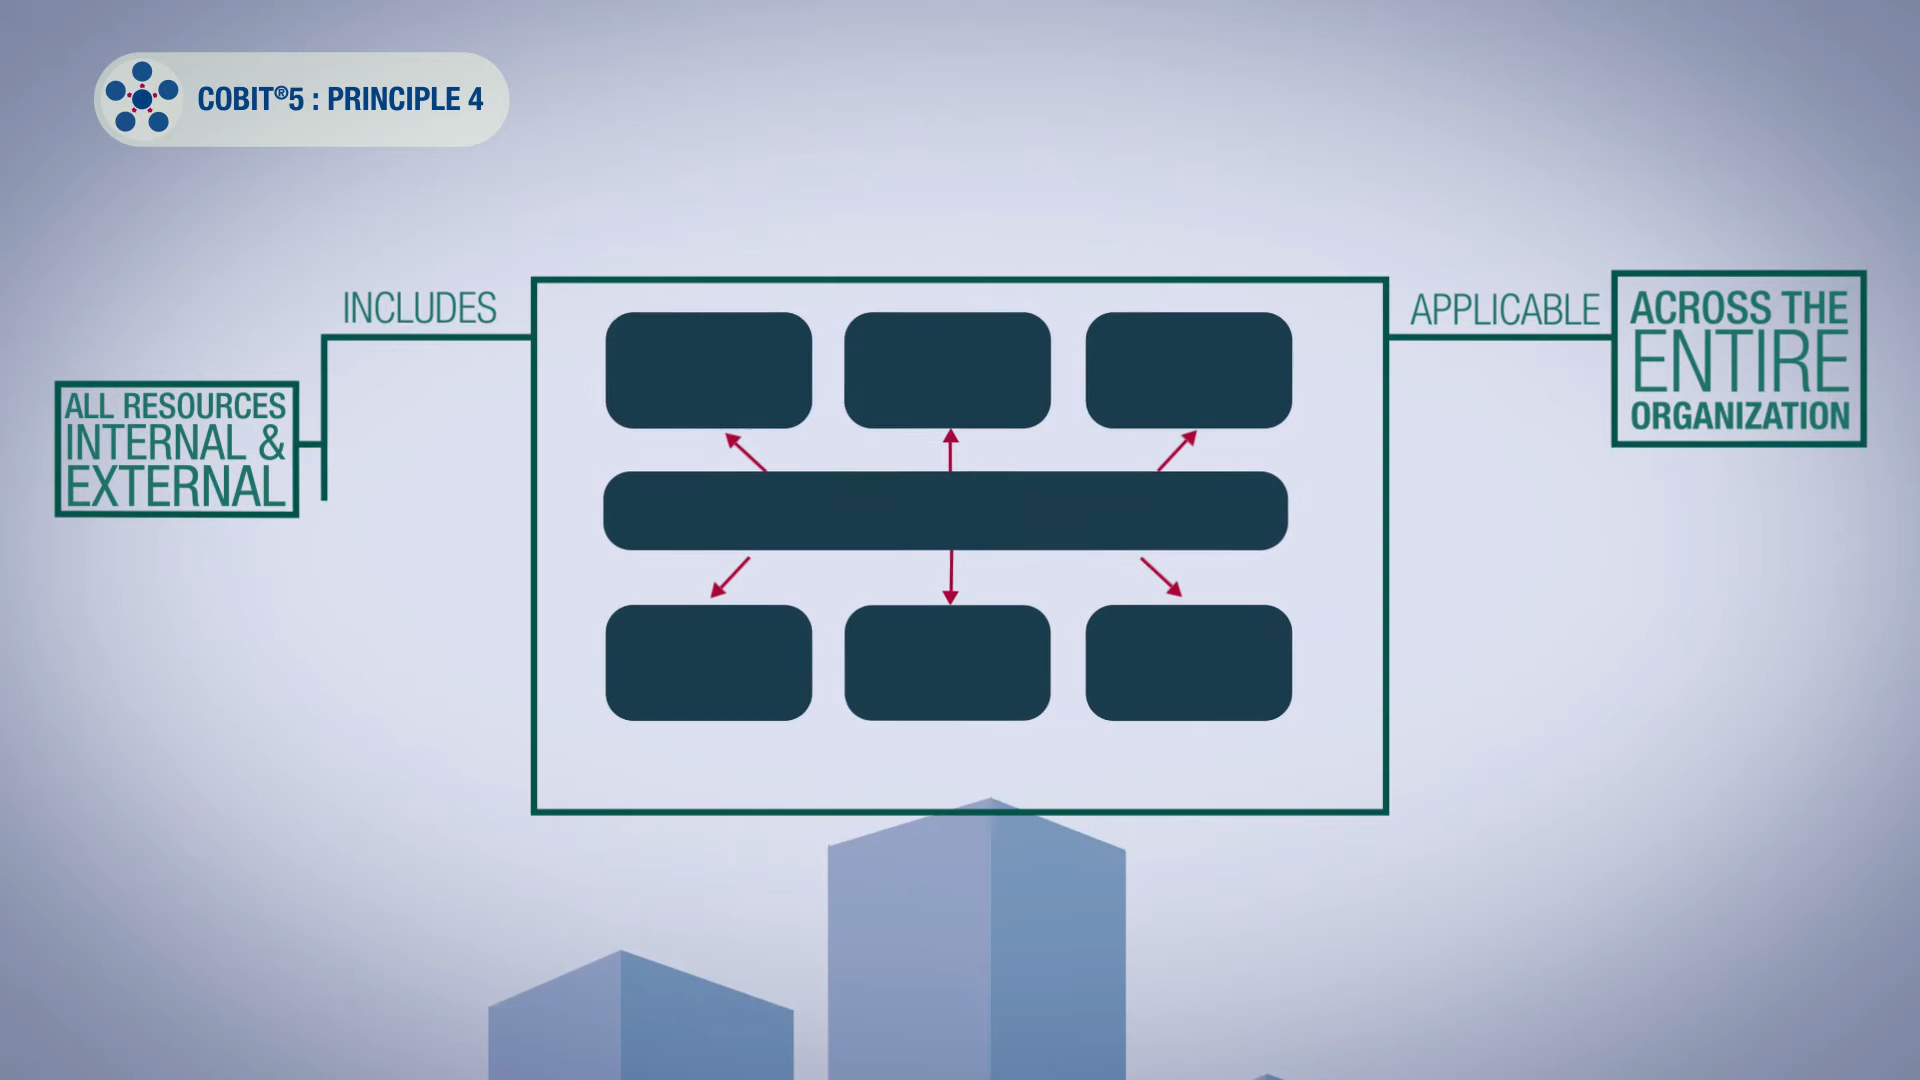 COBIT®5 : PRINCIPLE 4
INCLUDES
ALL RESOURCES
INTERNAL &
EXTERNAL
APPLICABLE
ACROSS THE
ENTIRE
ORGANIZATION